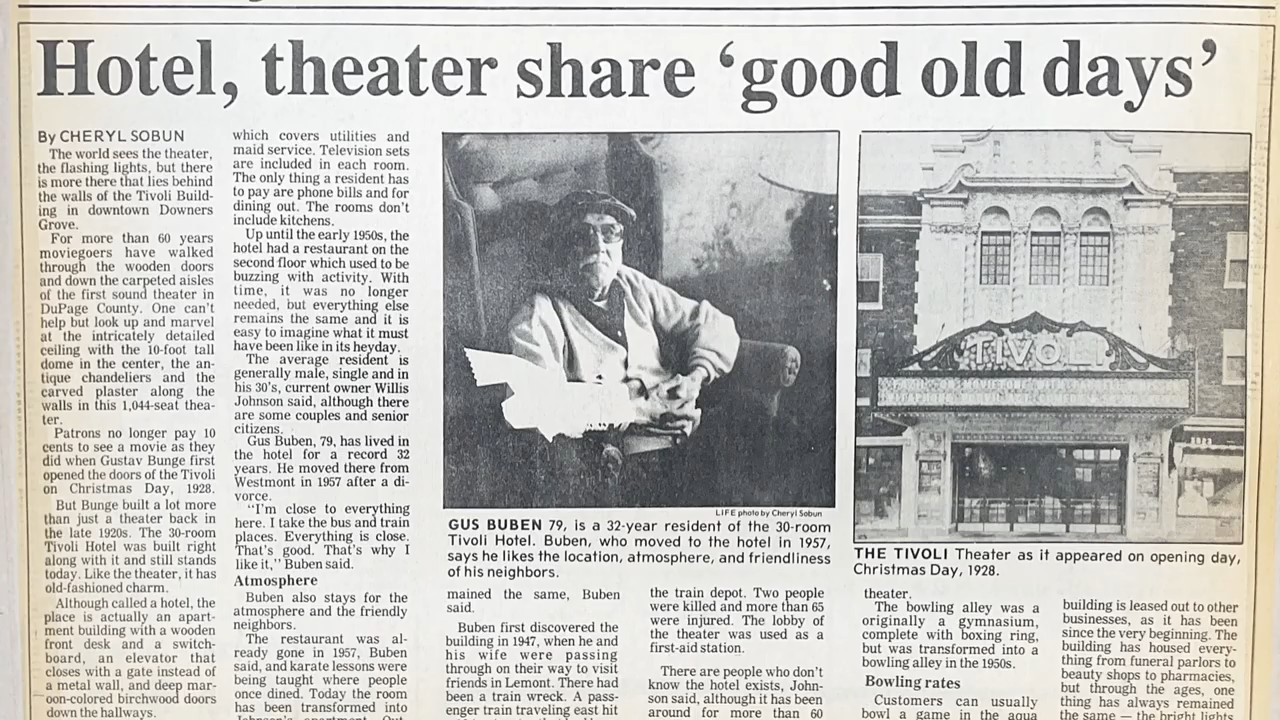 Hotel, theater share ‘good old days’
By CHERYL SOBUN
The world sees the theater,
the flashing lights, but there
is more there that lies behind
the walls of the Tivoli Build-
ing in downtown Downers
Grove.
For more than 60 years
moviegoers have walked
through the wooden doors
and down the carpeted aisles
of the first sound theater in
DuPage County. One can't
help but look up and marvel
at the intricately detailed
ceiling with the 10-foot tall
dome in the center, the an-
tique chandeliers and the
carved plaster along the
walls in this 1,044-seat thea-
ter.
Patrons no longer pay 10
cents to see a movie as they
did when Gustav Bunge first
opened the doors of the Tivoli
on Christmas Day, 1928.
But Bunge built a lot more
than just a theater back in
the late 1920s. The 30-room
Tivoli Hotel was built right
along with it and still stands
today. Like the theater, it has
old-fashioned charm.
Although called a hotel, the
place is actually an apart-
ment building with a wooden
front desk and a switch-
board, an elevator that
closes with a gate instead of
a metal wall, and deep mar-
oon-colored birchwood doors
down the hallways.
which covers utilities and
maid service. Television sets
are included in each room.
The only thing a resident has
to pay are phone bills and for
dining out. The rooms don't
include kitchens.
Up until the early 1950s, the
hotel had a restaurant on the
second floor which used to be
buzzing with activity. With
time, it was no longer
needed, but everything else
remains the same and it is
easy to imagine what it must
have been like in its heyday.
The average resident is
generally male, single and in
his 30's, current owner Willis
Johnson said, although there
are some couples and senior
citizens.
Gus Buben, 79, has lived in
the hotel for a record 32
years. He moved there from
Westmont in 1957 after a di-
vorce.
"I'm close to everything
here. I take the bus and train
places. Everything is close.
That's good. That's why I
like it," Buben said.
Atmosphere
Buben also stays for the
atmosphere and the friendly
neighbors.
The restaurant was al-
ready gone in 1957, Buben
said, and karate lessons were
being taught where people
once dined. Today the room
has been transformed into
LIFE photo by Cheryl Sobun
GUS BUBEN 79, is a 32-year resident of the 30-room
Tivoli Hotel. Buben, who moved to the hotel in 1957,
says he likes the location, atmosphere, and friendliness
of his neighbors.
mained the same, Buben
said.
Buben first discovered the
building in 1947, when he and
his wife were passing
through on their way to visit
friends in Lemont. There had
been a train wreck. A pass-
enger train traveling east hit
the train depot. Two people
were killed and more than 65
were injured. The lobby of
the theater was used as a
first-aid station.
There are people who don't
know the hotel exists, John-
son said, although it has been
around for more than 60
TIVOLI
THE TIVOLI Theater as it appeared on opening day,
Christmas Day, 1928.
theater.
The bowling alley was a
originally a gymnasium,
complete with boxing ring,
but was transformed into a
bowling alley in the 1950s.
Bowling rates
Customers can usually
bowl a game in the aqua
building is leased out to other
businesses, as it has been
since the very beginning. The
building has housed every-
thing from funeral parlors to
beauty shops to pharmacies,
but through the ages, one
thing has always remained
the same — the bright lights